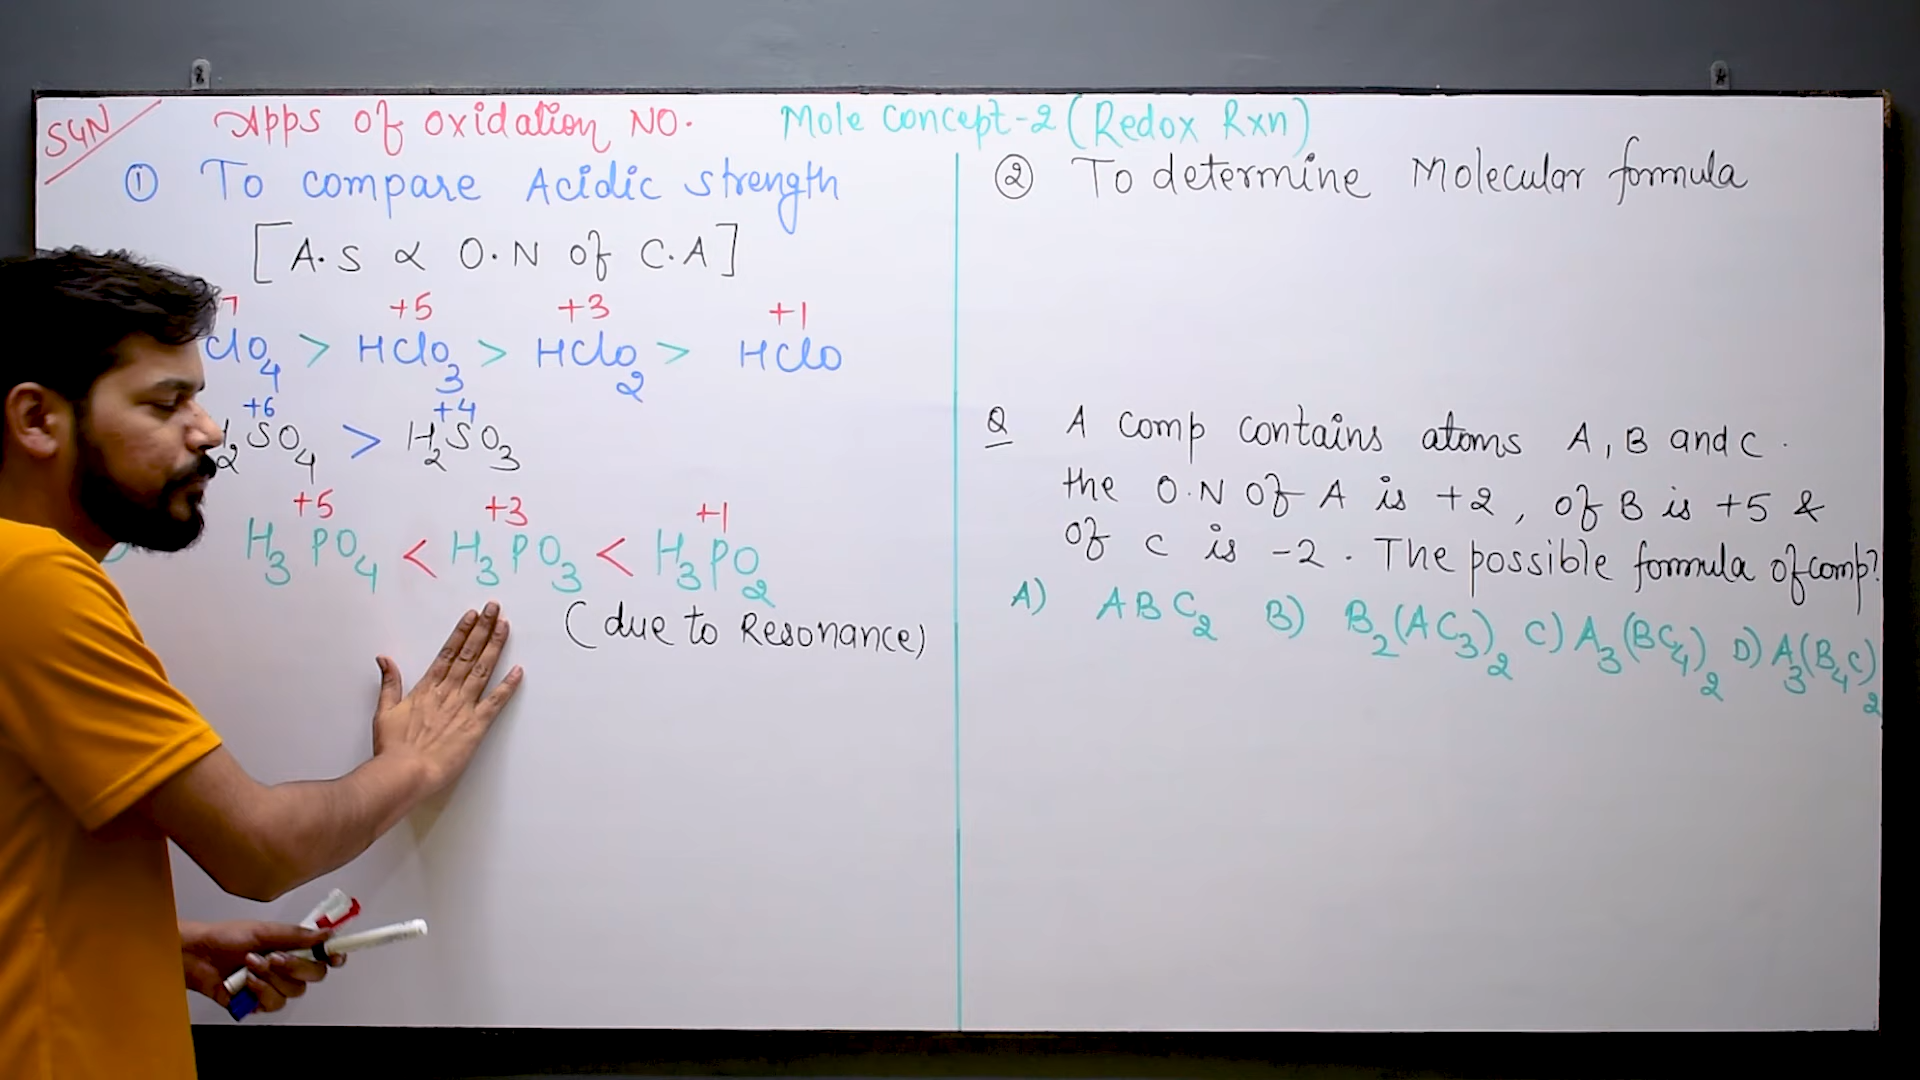 SGN
Apps of oxidation NO.
Mole concept-2 (Redox Rxn)
① To compare Acidic strength
[A.S ∝ O.N of C.A]
7 +5 +3 +1
ClO4 > HClO3 > HClO2 > HClO
+6 +4
2SO4 > H2SO3
+5 +3 +1
H3PO4 < H3PO3 < H3PO2
(due to Resonance)
② To determine Molecular formula
Q A comp contains atoms A, B and C.
the O.N of A is +2, of B is +5 &
of C is -2. The possible formula of comp?
A) ABC2 B) B2(AC3)2 C) A3(BC4)2 D) A3(B4C)2